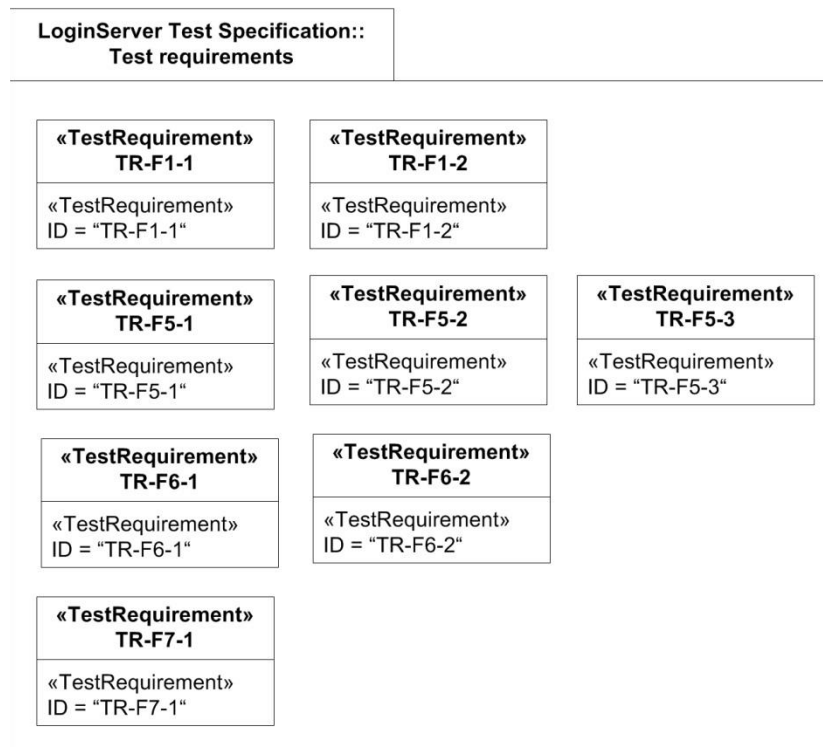 LoginServer Test Specification::
Test requirements
«TestRequirement»
TR-F1-1
«TestRequirement»
ID = “TR-F1-1“
«TestRequirement»
TR-F1-2
«TestRequirement»
ID = “TR-F1-2“
«TestRequirement»
TR-F5-1
«TestRequirement»
ID = “TR-F5-1“
«TestRequirement»
TR-F5-2
«TestRequirement»
ID = “TR-F5-2“
«TestRequirement»
TR-F5-3
«TestRequirement»
ID = “TR-F5-3“
«TestRequirement»
TR-F6-1
«TestRequirement»
ID = “TR-F6-1“
«TestRequirement»
TR-F6-2
«TestRequirement»
ID = “TR-F6-2“
«TestRequirement»
TR-F7-1
«TestRequirement»
ID = “TR-F7-1“